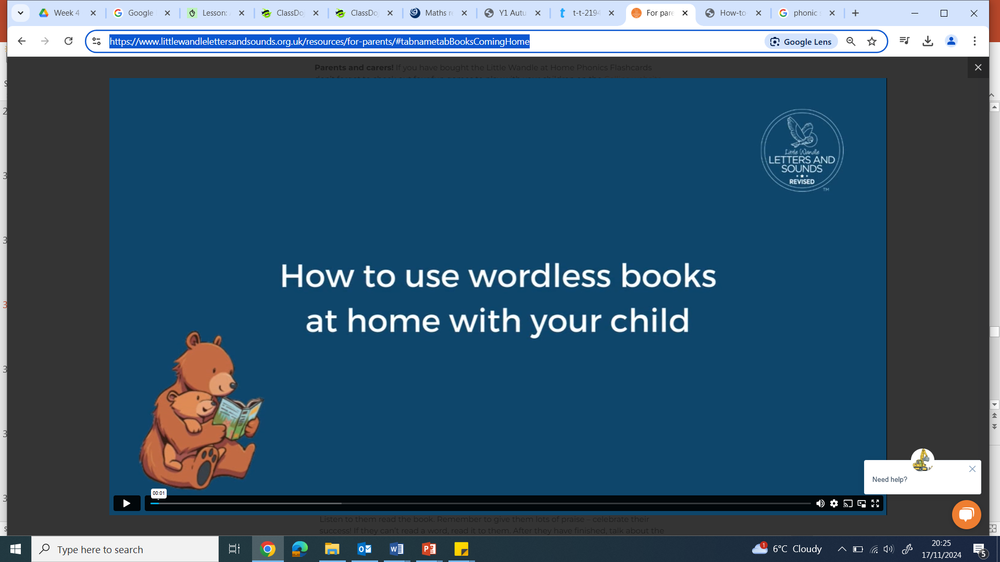 Week 4
Google
Lesson:
ClassDo
ClassDo
Maths re
Y1 Autu
t-t-2194
For pare
How-to
phonic
https://www.littlewandlelettersandsounds.org.uk/resources/for-parents/#tabnametabBooksComingHome
Google Lens
Parents and carers! If you have bought the Little Wandle at Home Phonics Flashcards
Little Wandle
LETTERS AND
SOUNDS
REVISED
TM
How to use wordless books
at home with your child
Need help?
00:01
Listen to them read the book. Remember to give them lots of praise – celebrate their
success! If they can't read a word, read it to them. After they have finished, talk about the
Type here to search
1
6°C Cloudy
20:25
17/11/2024
5